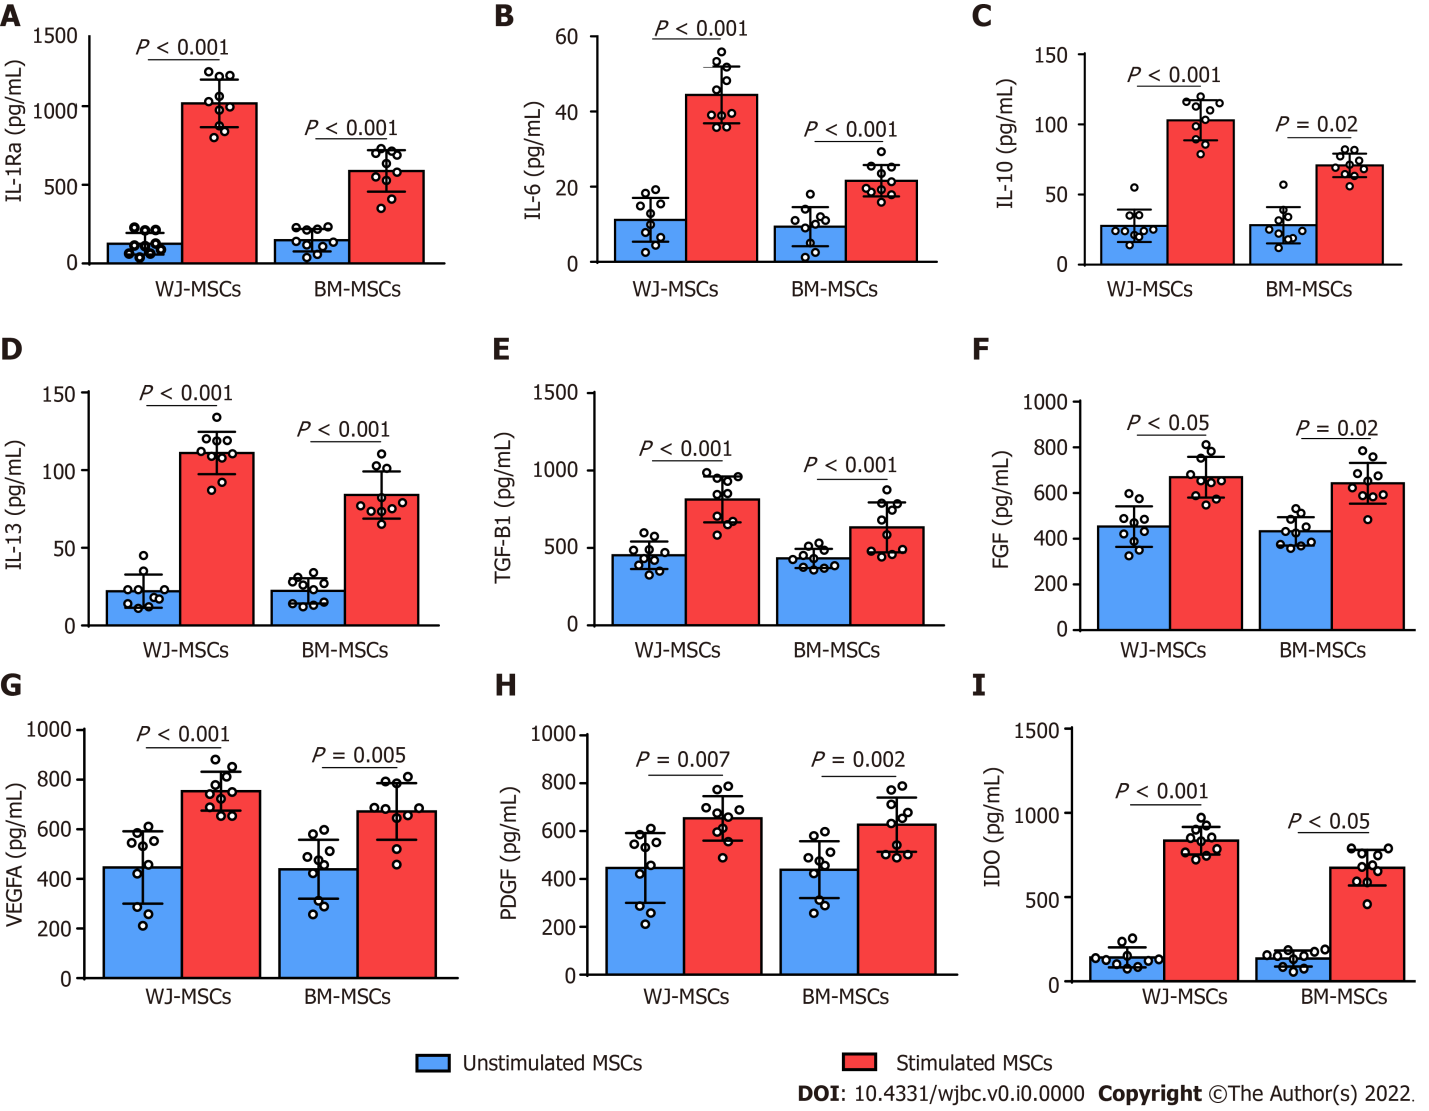 A
IL-1Ra (pg/mL)
1500
1000
500
0
P < 0.001
P < 0.001
WJ-MSCs
BM-MSCs
B
IL-6 (pg/mL)
60
40
20
0
P < 0.001
P < 0.001
WJ-MSCs
BM-MSCs
C
IL-10 (pg/mL)
150
100
50
0
P < 0.001
P = 0.02
WJ-MSCs
BM-MSCs
D
IL-13 (pg/mL)
150
100
50
0
P < 0.001
P < 0.001
WJ-MSCs
BM-MSCs
E
TGF-B1 (pg/mL)
1500
1000
500
0
P < 0.001
P < 0.001
WJ-MSCs
BM-MSCs
F
FGF (pg/mL)
1000
800
600
400
200
0
P < 0.05
P = 0.02
WJ-MSCs
BM-MSCs
G
VEGFA (pg/mL)
1000
800
600
400
200
0
P < 0.001
P = 0.005
WJ-MSCs
BM-MSCs
H
PDGF (pg/mL)
1000
800
600
400
200
0
P = 0.007
P = 0.002
WJ-MSCs
BM-MSCs
I
IDO (pg/mL)
1500
1000
500
0
P < 0.001
P < 0.05
WJ-MSCs
BM-MSCs
Unstimulated MSCs
Stimulated MSCs
DOI: 10.4331/wjbc.v0.i0.0000 Copyright ©The Author(s) 2022.